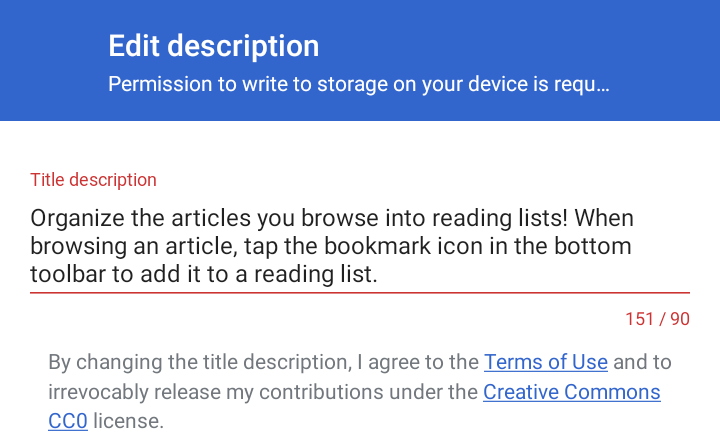 Edit description
Permission to write to storage on your device is requ...
Title description
Organize the articles you browse into reading lists! When
browsing an article, tap the bookmark icon in the bottom
toolbar to add it to a reading list.
151 / 90
By changing the title description, I agree to the Terms of Use and to
irrevocably release my contributions under the Creative Commons
CC0 license.